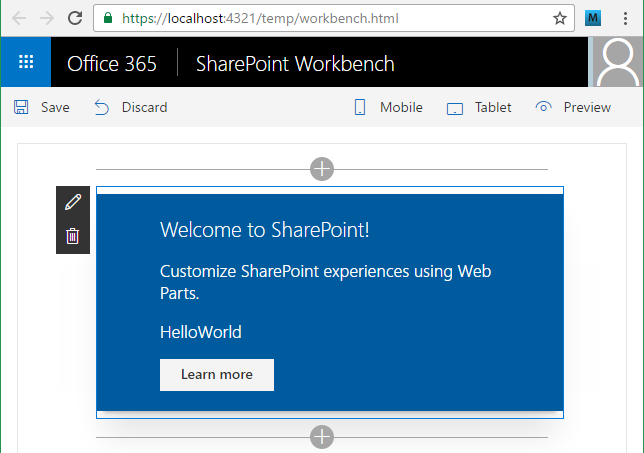 https://localhost:4321/temp/workbench.html
M
Office 365 SharePoint Workbench
Save Discard Mobile Tablet Preview
Welcome to SharePoint!
Customize SharePoint experiences using Web
Parts.
HelloWorld
Learn more